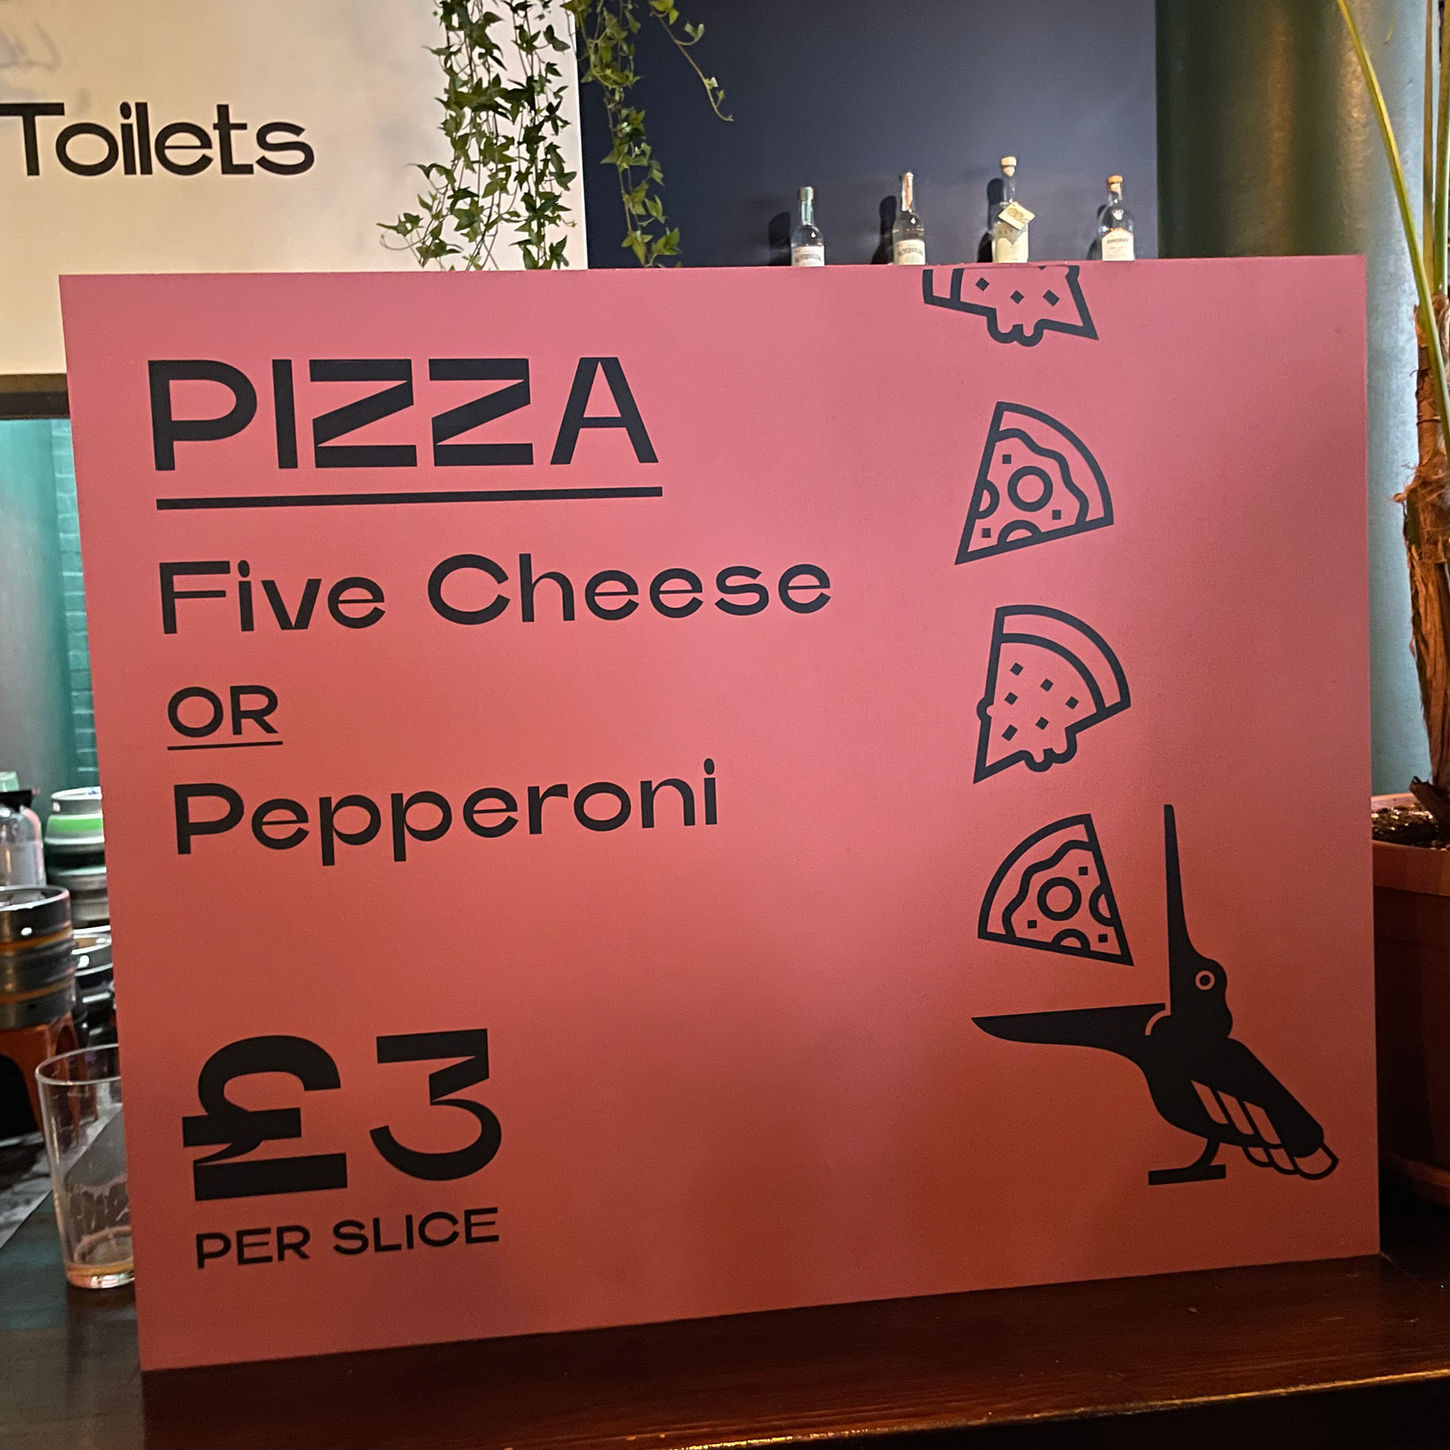 Toilets
PIZZA
Five Cheese
OR
Pepperoni
£3
PER SLICE